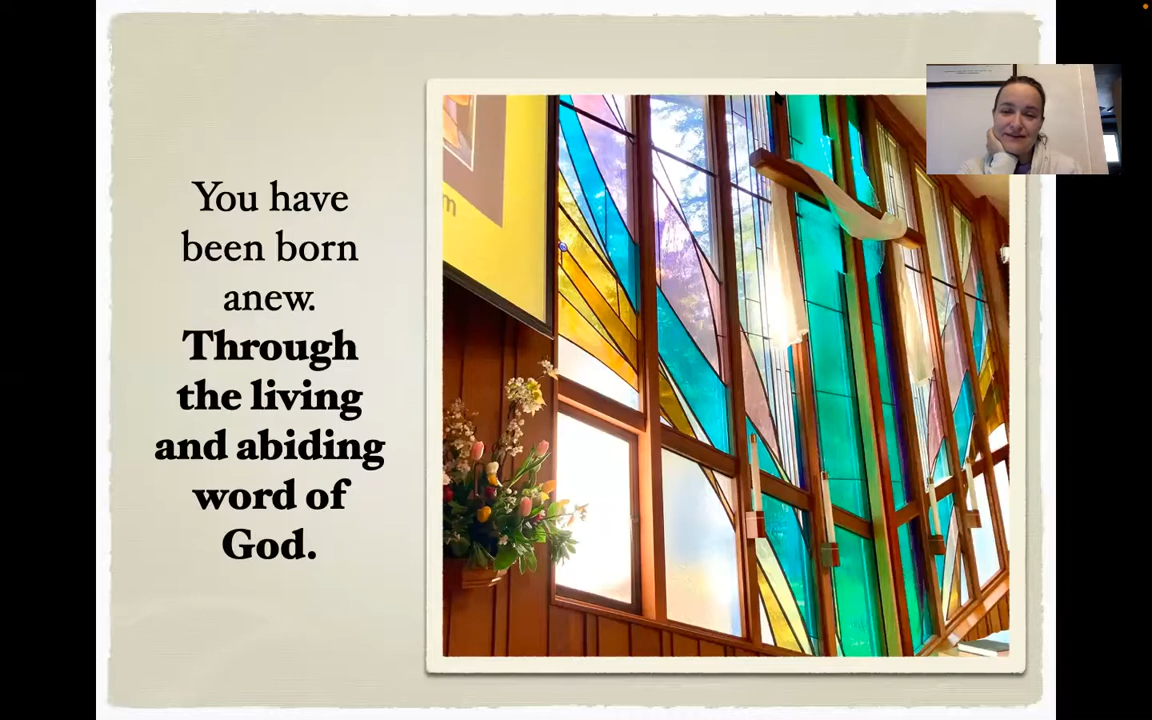 You have
been born
anew.
Through
the living
and abiding
word of
God.
m